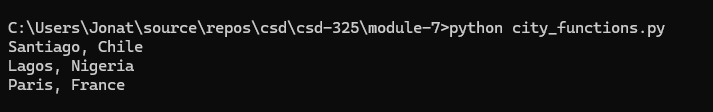 C:\Users\Jonat\source\repos\csd\csd-325\module-7>python city_functions.py
Santiago, Chile
Lagos, Nigeria
Paris, France